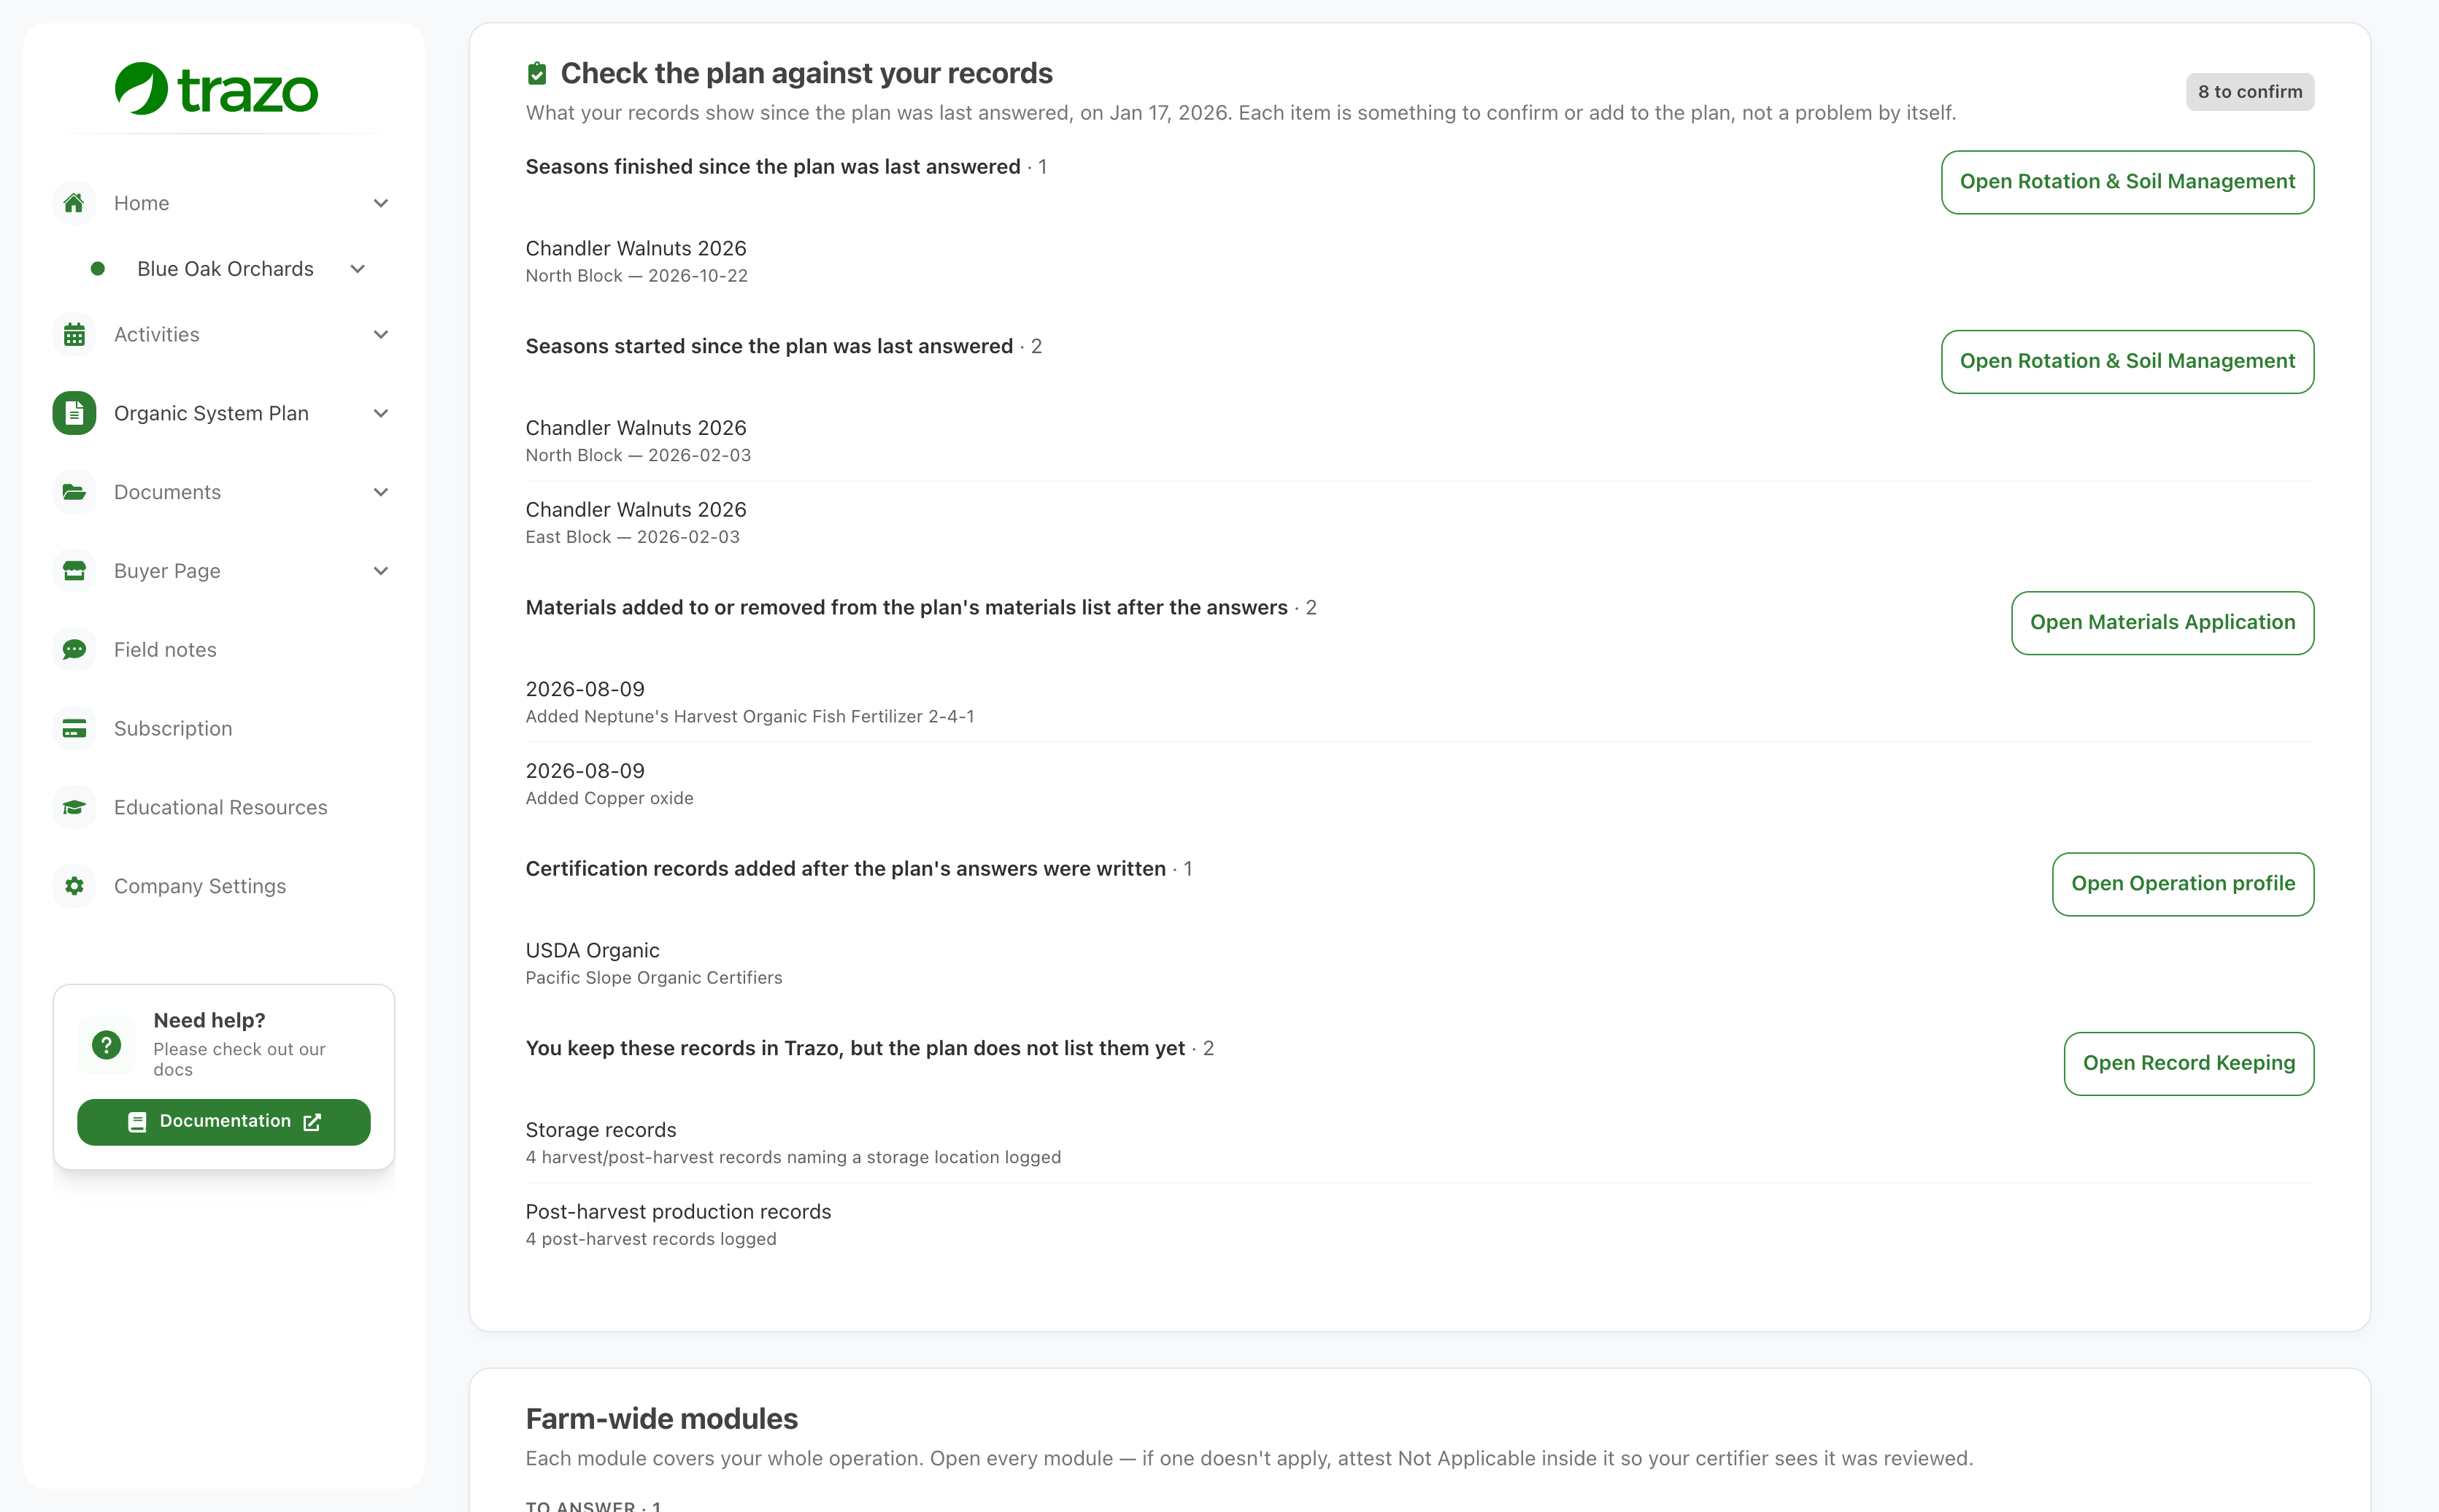 trazo
Home
Blue Oak Orchards
Activities
Organic System Plan
Documents
Buyer Page
Field notes
Subscription
Educational Resources
Company Settings
Need help?
Please check out our
docs
Documentation
Check the plan against your records
What your records show since the plan was last answered, on Jan 17, 2026. Each item is something to confirm or add to the plan, not a problem by itself.
8 to confirm
Seasons finished since the plan was last answered · 1
Open Rotation & Soil Management
Chandler Walnuts 2026
North Block — 2026-10-22
Seasons started since the plan was last answered · 2
Open Rotation & Soil Management
Chandler Walnuts 2026
North Block — 2026-02-03
Chandler Walnuts 2026
East Block — 2026-02-03
Materials added to or removed from the plan's materials list after the answers · 2
Open Materials Application
2026-08-09
Added Neptune's Harvest Organic Fish Fertilizer 2-4-1
2026-08-09
Added Copper oxide
Certification records added after the plan's answers were written · 1
Open Operation profile
USDA Organic
Pacific Slope Organic Certifiers
You keep these records in Trazo, but the plan does not list them yet · 2
Open Record Keeping
Storage records
4 harvest/post-harvest records naming a storage location logged
Post-harvest production records
4 post-harvest records logged
Farm-wide modules
Each module covers your whole operation. Open every module — if one doesn't apply, attest Not Applicable inside it so your certifier sees it was reviewed.
TO ANSWER · 1